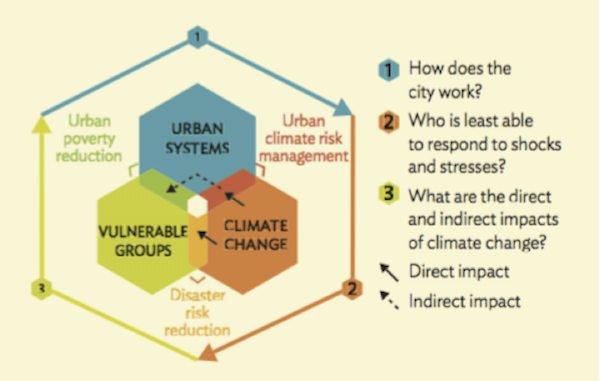 1
Urban
poverty
reduction
URBAN
SYSTEMS
Urban
climate risk
management
VULNERABLE
GROUPS
CLIMATE
CHANGE
Disaster
risk
reduction
3
2
1 How does the
city work?
2 Who is least able
to respond to shocks
and stresses?
3 What are the direct
and indirect impacts
of climate change?
Direct impact
Indirect impact